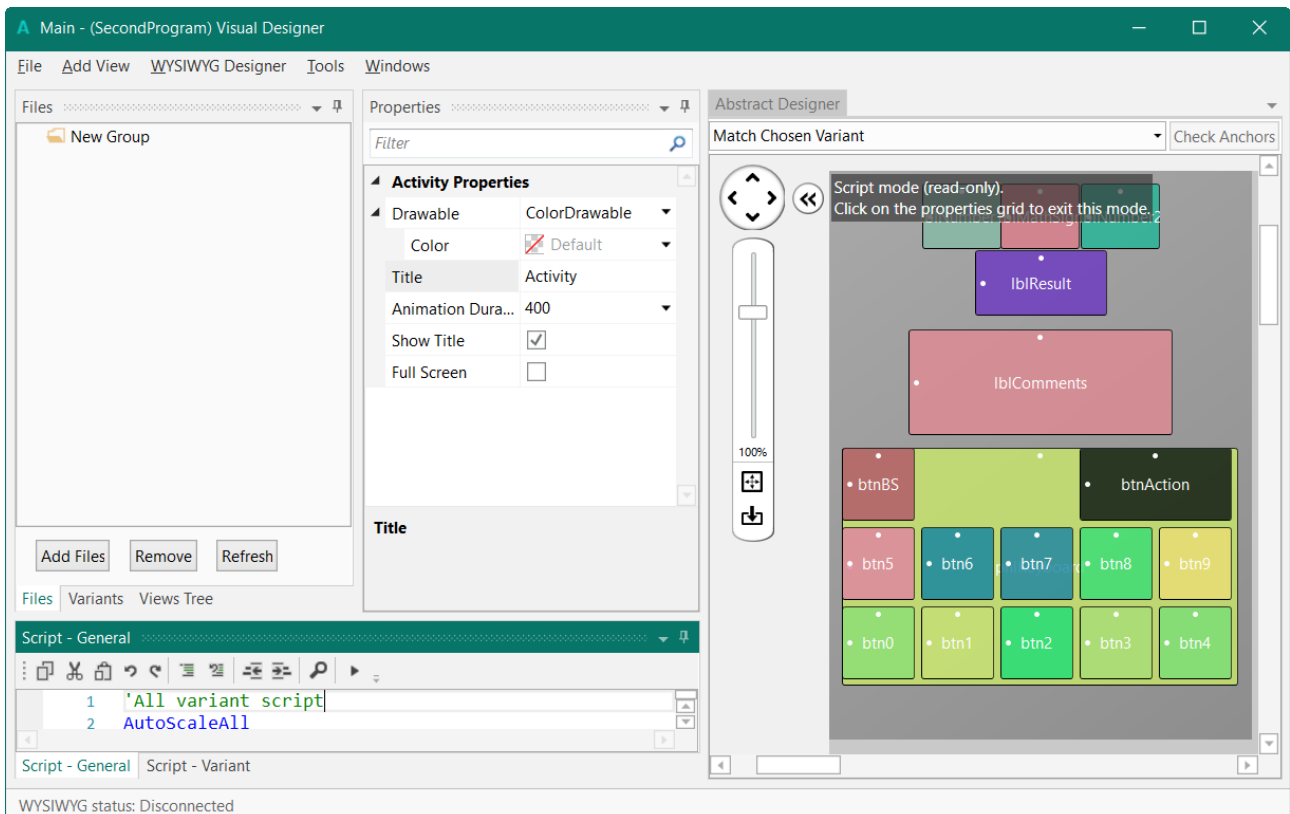 Main - (SecondProgram) Visual Designer
File Add View WYSIWYG Designer Tools Windows
Files
New Group
Add Files Remove Refresh
Files Variants Views Tree
Properties
Filter
Activity Properties
Drawable ColorDrawable
Color Default
Title Activity
Animation Dura... 400
Show Title
Full Screen
Title
Script - General
1 'All variant script
2 AutoScaleAll
Script - General Script - Variant
Abstract Designer
Match Chosen Variant Check Anchors
Script mode (read-only).
Click on the properties grid to exit this mode.
lblResult
lblComments
100%
btnBS btnAction
btn5 btn6 btn7 btn8 btn9
btn0 btn1 btn2 btn3 btn4
WYSIWYG status: Disconnected